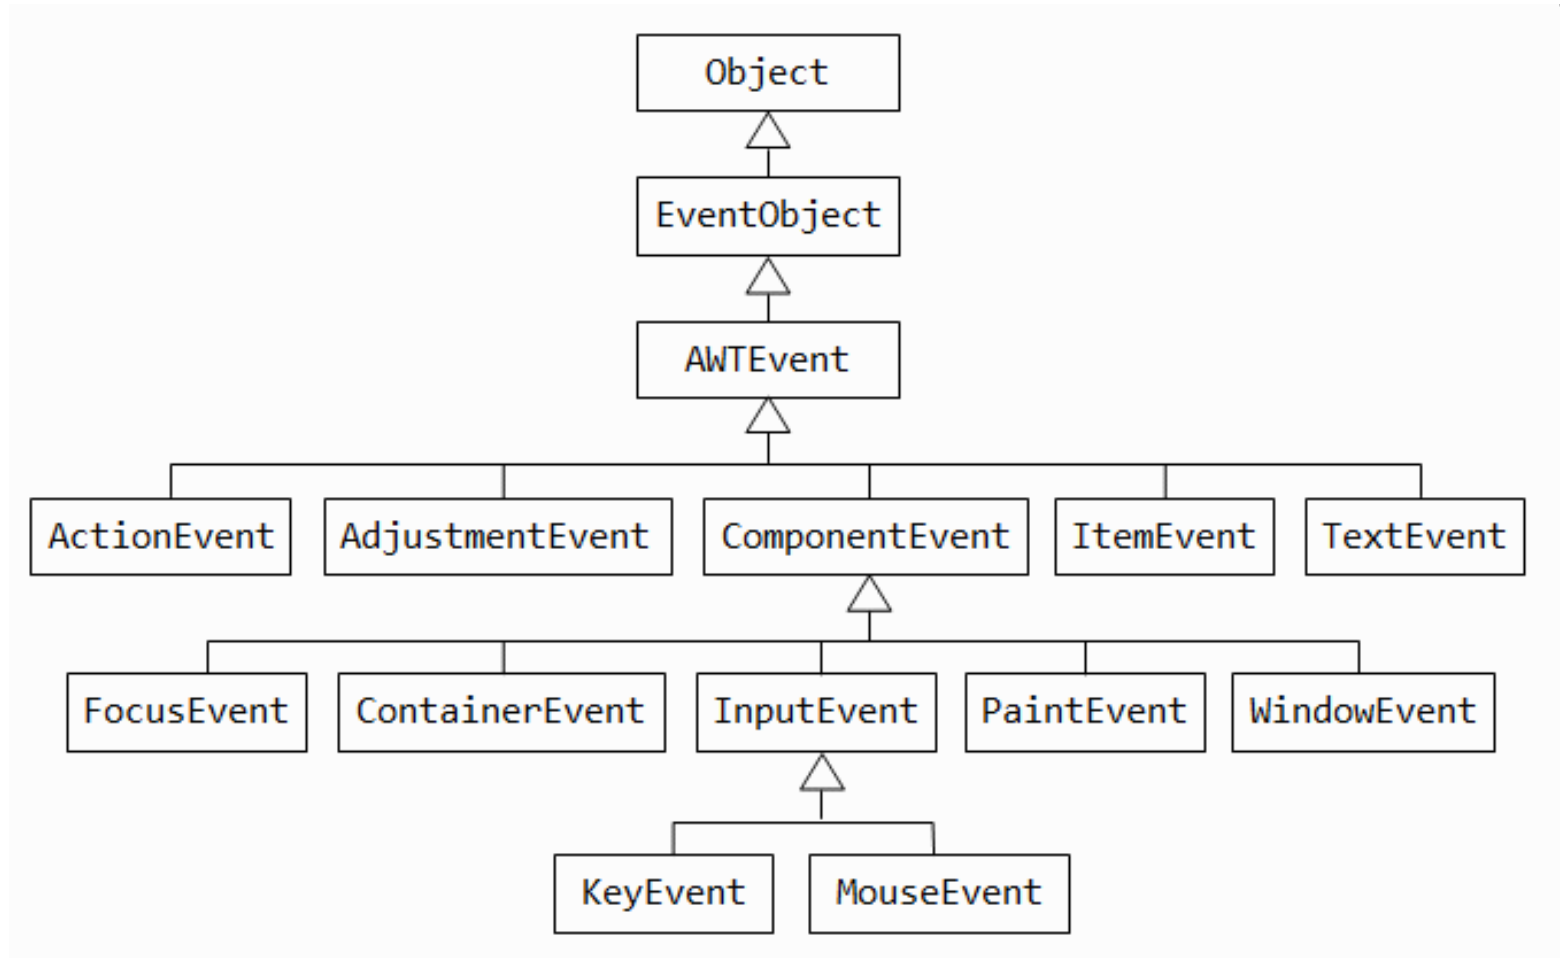 Object
EventObject
AWTEvent
ActionEvent
AdjustmentEvent
ComponentEvent
ItemEvent
TextEvent
FocusEvent
ContainerEvent
InputEvent
PaintEvent
WindowEvent
KeyEvent
MouseEvent